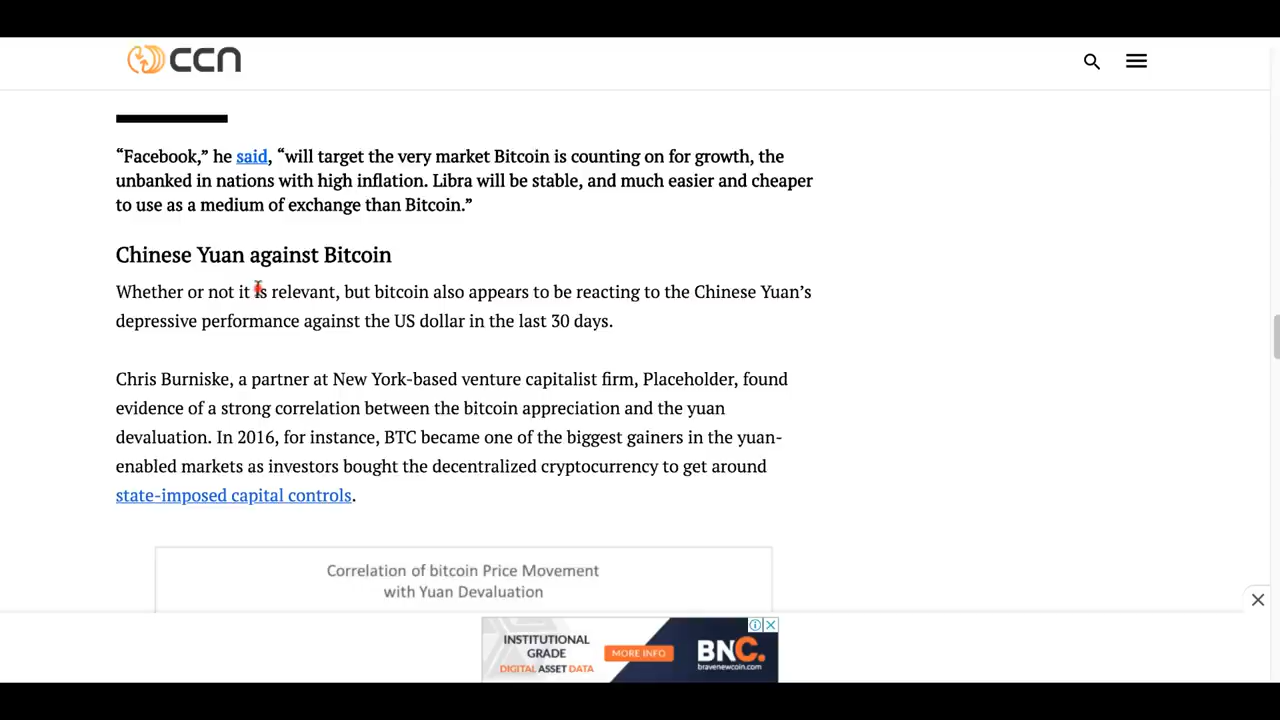 CCN
“Facebook,” he said, “will target the very market Bitcoin is counting on for growth, the
unbanked in nations with high inflation. Libra will be stable, and much easier and cheaper
to use as a medium of exchange than Bitcoin.”
Chinese Yuan against Bitcoin
Whether or not it is relevant, but bitcoin also appears to be reacting to the Chinese Yuan’s
depressive performance against the US dollar in the last 30 days.
Chris Burniske, a partner at New York-based venture capitalist firm, Placeholder, found
evidence of a strong correlation between the bitcoin appreciation and the yuan
devaluation. In 2016, for instance, BTC became one of the biggest gainers in the yuan-
enabled markets as investors bought the decentralized cryptocurrency to get around
state-imposed capital controls.
Correlation of bitcoin Price Movement
with Yuan Devaluation
INSTITUTIONAL
GRADE
DIGITAL ASSET DATA
MORE INFO
BNC.
bravenewcoin.com